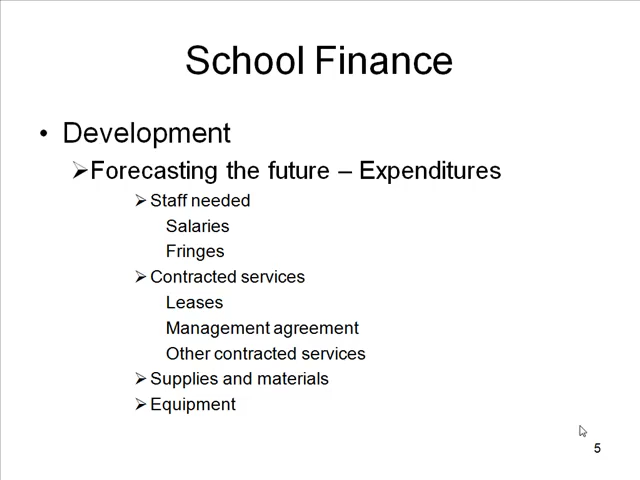 School Finance
• Development
➢Forecasting the future – Expenditures
➢ Staff needed
Salaries
Fringes
➢ Contracted services
Leases
Management agreement
Other contracted services
➢ Supplies and materials
➢ Equipment
5